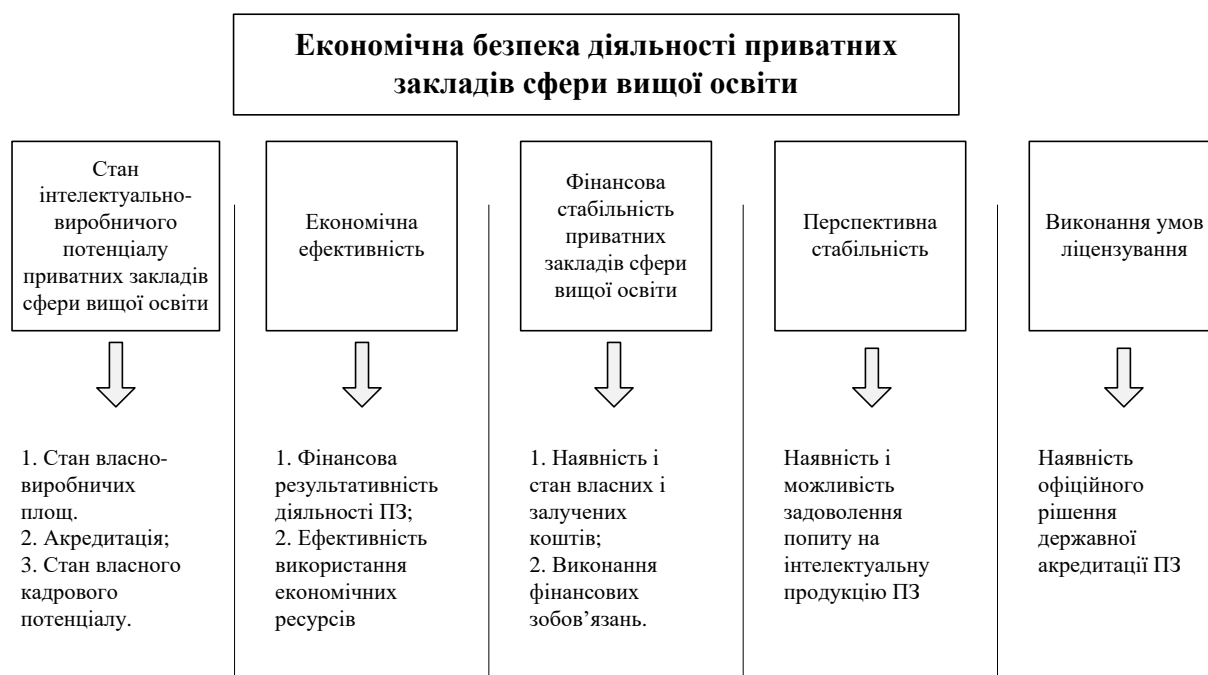 Економічна безпека діяльності приватних
закладів сфери вищої освіти
Стан
інтелектуально-
виробничого
потенціалу
приватних закладів
сфери вищої освіти
Економічна
ефективність
Фінансова
стабільність
приватних
закладів сфери
вищої освіти
Перспективна
стабільність
Виконання умов
ліцензування
1. Стан власно-
виробничих
площ.
2. Акредитація;
3. Стан власного
кадрового
потенціалу.
1. Фінансова
результативність
діяльності ПЗ;
2. Ефективність
використання
економічних
ресурсів
1. Наявність і
стан власних і
залучених
коштів;
2. Виконання
фінансових
зобов’язань.
Наявність і
можливість
задоволення
попиту на
інтелектуальну
продукцію ПЗ
Наявність
офіційного
рішення
державної
акредитації ПЗ